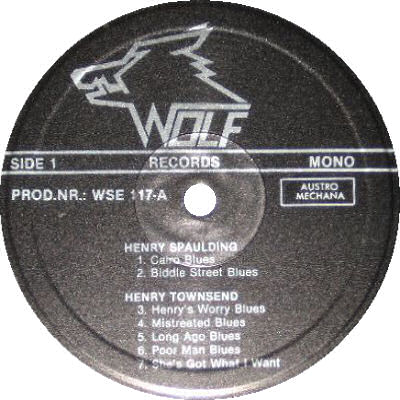 WOLF
SIDE 1 RECORDS MONO
PROD.NR.: WSE 117-A
AUSTRO
MECHANA
HENRY SPAULDING
1. Cairo Blues
2. Biddle Street Blues
HENRY TOWNSEND
3. Henry's Worry Blues
4. Mistreated Blues
5. Long Ago Blues
6. Poor Man Blues
7. She's Got What I Want